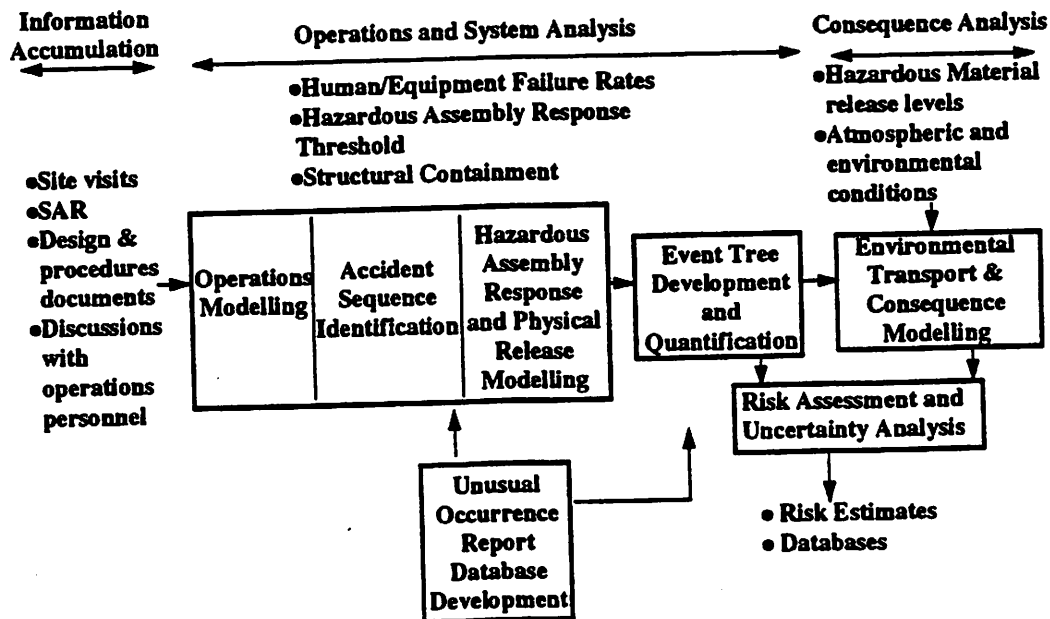 Information
Accumulation
Operations and System Analysis
Consequence Analysis
●Human/Equipment Failure Rates
●Hazardous Assembly Response
Threshold
●Structural Containment
●Hazardous Material
release levels
●Atmospheric and
environmental
conditions
●Site visits
●SAR
●Design &
procedures
documents
●Discussions
with
operations
personnel
Operations
Modelling
Accident
Sequence
Identification
Hazardous
Assembly
Response
and Physical
Release
Modelling
Event Tree
Development
and
Quantification
Environmental
Transport &
Consequence
Modelling
Risk Assessment and
Uncertainty Analysis
Unusual
Occurrence
Report
Database
Development
● Risk Estimates
● Databases